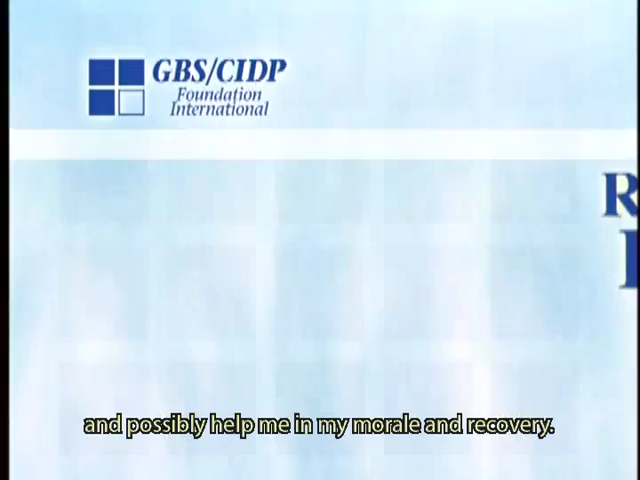 GBS/CIDP
Foundation
International
R
and possibly help me in my morale and recovery.